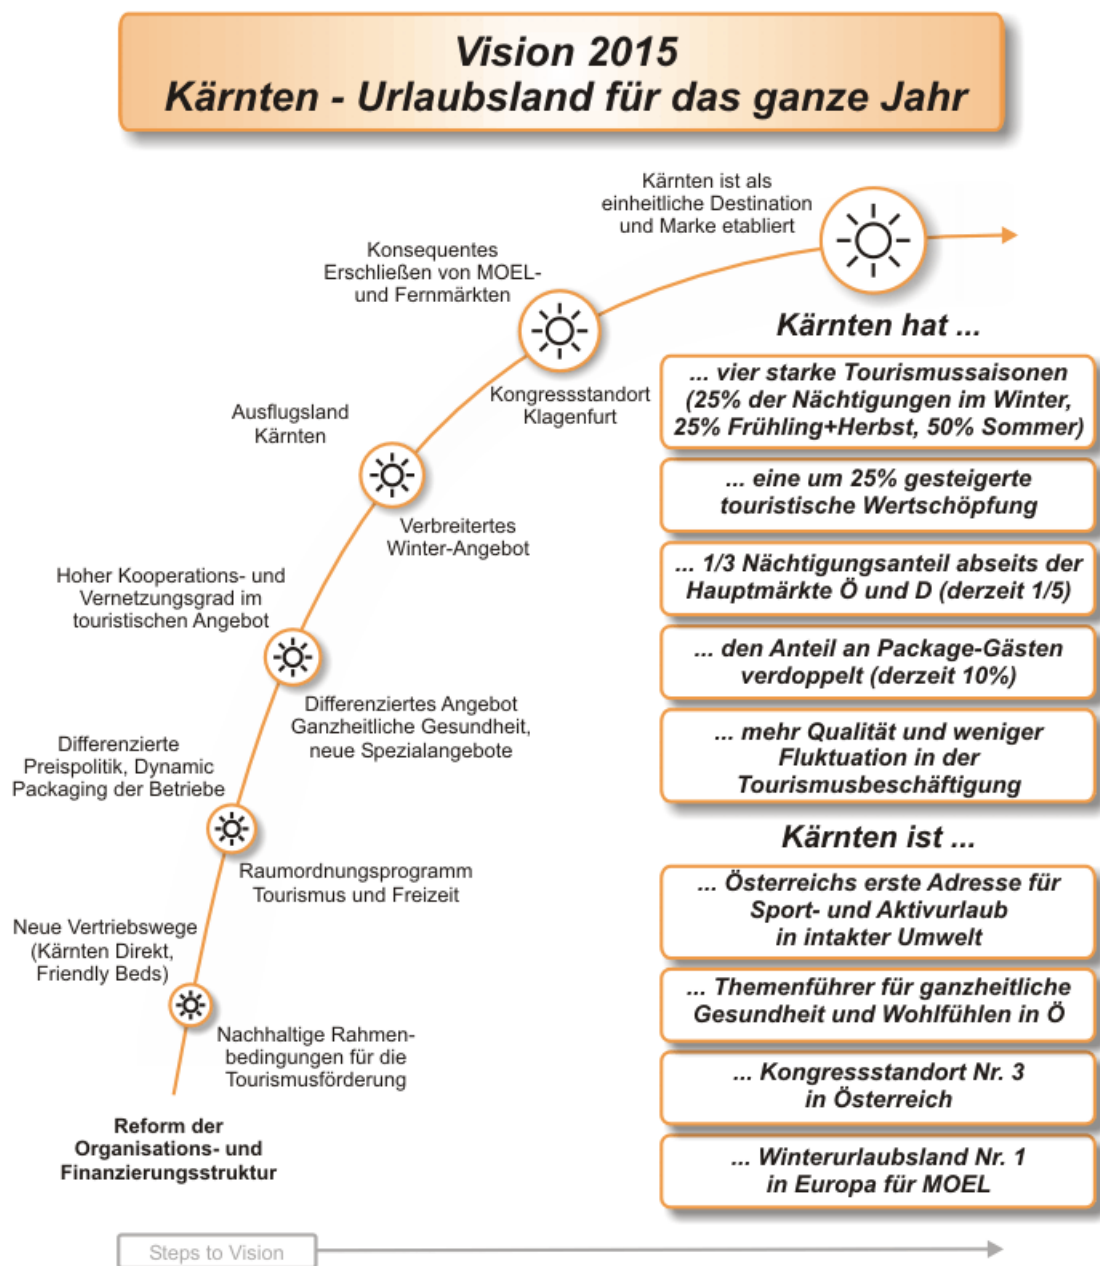 Vision 2015
Kärnten - Urlaubsland für das ganze Jahr
Kärnten ist als
einheitliche Destination
und Marke etabliert
Konsequentes
Erschließen von MOEL-
und Fernmärkten
Kongressstandort
Klagenfurt
Ausflugsland
Kärnten
Verbreitertes
Winter-Angebot
Hoher Kooperations- und
Vernetzungsgrad im
touristischen Angebot
Differenziertes Angebot
Ganzheitliche Gesundheit,
neue Spezialangebote
Differenzierte
Preispolitik, Dynamic
Packaging der Betriebe
Raumordnungsprogramm
Tourismus und Freizeit
Neue Vertriebswege
(Kärnten Direkt,
Friendly Beds)
Nachhaltige Rahmen-
bedingungen für die
Tourismusförderung
Reform der
Organisations- und
Finanzierungsstruktur
Kärnten hat ...
... vier starke Tourismussaisonen
(25% der Nächtigungen im Winter,
25% Frühling+Herbst, 50% Sommer)
... eine um 25% gesteigerte
touristische Wertschöpfung
... 1/3 Nächtigungsanteil abseits der
Hauptmärkte Ö und D (derzeit 1/5)
... den Anteil an Package-Gästen
verdoppelt (derzeit 10%)
... mehr Qualität und weniger
Fluktuation in der
Tourismusbeschäftigung
Kärnten ist ...
... Österreichs erste Adresse für
Sport- und Aktivurlaub
in intakter Umwelt
... Themenführer für ganzheitliche
Gesundheit und Wohlfühlen in Ö
... Kongressstandort Nr. 3
in Österreich
... Winterurlaubsland Nr. 1
in Europa für MOEL
Steps to Vision